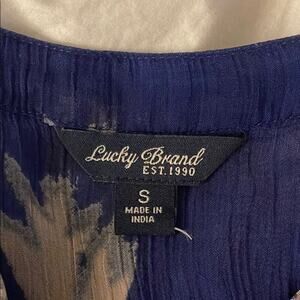 Lucky Brand
EST. 1990
S
MADE IN
INDIA